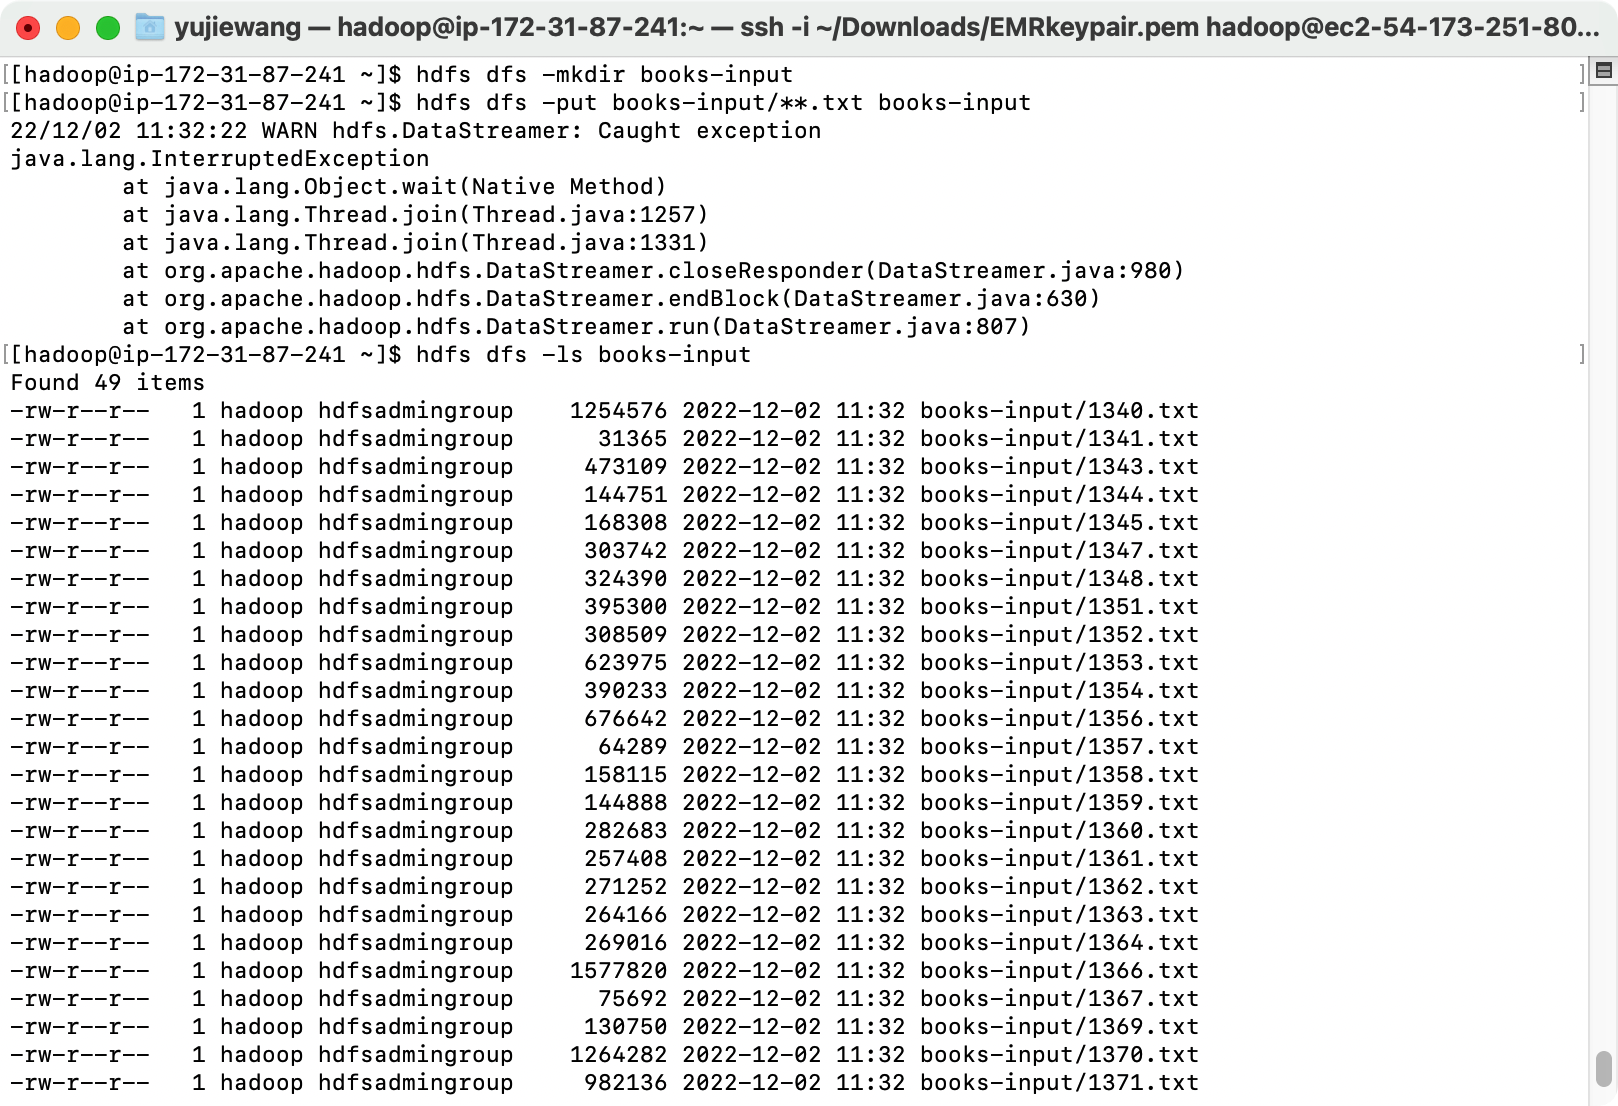 yujiewang — hadoop@ip-172-31-87-241:~ — ssh -i ~/Downloads/EMRkeypair.pem hadoop@ec2-54-173-251-80...
[[hadoop@ip-172-31-87-241 ~]$ hdfs dfs -mkdir books-input ]
[[hadoop@ip-172-31-87-241 ~]$ hdfs dfs -put books-input/**.txt books-input ]
22/12/02 11:32:22 WARN hdfs.DataStreamer: Caught exception
java.lang.InterruptedException
at java.lang.Object.wait(Native Method)
at java.lang.Thread.join(Thread.java:1257)
at java.lang.Thread.join(Thread.java:1331)
at org.apache.hadoop.hdfs.DataStreamer.closeResponder(DataStreamer.java:980)
at org.apache.hadoop.hdfs.DataStreamer.endBlock(DataStreamer.java:630)
at org.apache.hadoop.hdfs.DataStreamer.run(DataStreamer.java:807)
[[hadoop@ip-172-31-87-241 ~]$ hdfs dfs -ls books-input ]
Found 49 items
-rw-r--r-- 1 hadoop hdfsadmingroup 1254576 2022-12-02 11:32 books-input/1340.txt
-rw-r--r-- 1 hadoop hdfsadmingroup 31365 2022-12-02 11:32 books-input/1341.txt
-rw-r--r-- 1 hadoop hdfsadmingroup 473109 2022-12-02 11:32 books-input/1343.txt
-rw-r--r-- 1 hadoop hdfsadmingroup 144751 2022-12-02 11:32 books-input/1344.txt
-rw-r--r-- 1 hadoop hdfsadmingroup 168308 2022-12-02 11:32 books-input/1345.txt
-rw-r--r-- 1 hadoop hdfsadmingroup 303742 2022-12-02 11:32 books-input/1347.txt
-rw-r--r-- 1 hadoop hdfsadmingroup 324390 2022-12-02 11:32 books-input/1348.txt
-rw-r--r-- 1 hadoop hdfsadmingroup 395300 2022-12-02 11:32 books-input/1351.txt
-rw-r--r-- 1 hadoop hdfsadmingroup 308509 2022-12-02 11:32 books-input/1352.txt
-rw-r--r-- 1 hadoop hdfsadmingroup 623975 2022-12-02 11:32 books-input/1353.txt
-rw-r--r-- 1 hadoop hdfsadmingroup 390233 2022-12-02 11:32 books-input/1354.txt
-rw-r--r-- 1 hadoop hdfsadmingroup 676642 2022-12-02 11:32 books-input/1356.txt
-rw-r--r-- 1 hadoop hdfsadmingroup 64289 2022-12-02 11:32 books-input/1357.txt
-rw-r--r-- 1 hadoop hdfsadmingroup 158115 2022-12-02 11:32 books-input/1358.txt
-rw-r--r-- 1 hadoop hdfsadmingroup 144888 2022-12-02 11:32 books-input/1359.txt
-rw-r--r-- 1 hadoop hdfsadmingroup 282683 2022-12-02 11:32 books-input/1360.txt
-rw-r--r-- 1 hadoop hdfsadmingroup 257408 2022-12-02 11:32 books-input/1361.txt
-rw-r--r-- 1 hadoop hdfsadmingroup 271252 2022-12-02 11:32 books-input/1362.txt
-rw-r--r-- 1 hadoop hdfsadmingroup 264166 2022-12-02 11:32 books-input/1363.txt
-rw-r--r-- 1 hadoop hdfsadmingroup 269016 2022-12-02 11:32 books-input/1364.txt
-rw-r--r-- 1 hadoop hdfsadmingroup 1577820 2022-12-02 11:32 books-input/1366.txt
-rw-r--r-- 1 hadoop hdfsadmingroup 75692 2022-12-02 11:32 books-input/1367.txt
-rw-r--r-- 1 hadoop hdfsadmingroup 130750 2022-12-02 11:32 books-input/1369.txt
-rw-r--r-- 1 hadoop hdfsadmingroup 1264282 2022-12-02 11:32 books-input/1370.txt
-rw-r--r-- 1 hadoop hdfsadmingroup 982136 2022-12-02 11:32 books-input/1371.txt